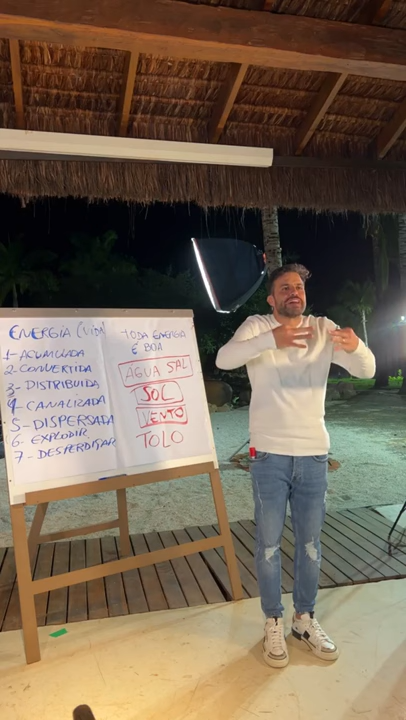 ENERGIA (VIDA
1- ACUMULADA
2. CONVERTIDA
3- DISTRIBUIDA
4- CANALIZADA
5- DISPERSADA
6. EXPLODIR
7- DESPERDIÇAR
TODA ENERGIA
É BOA
AGUA SAL
SOL
VENTO
TOLO